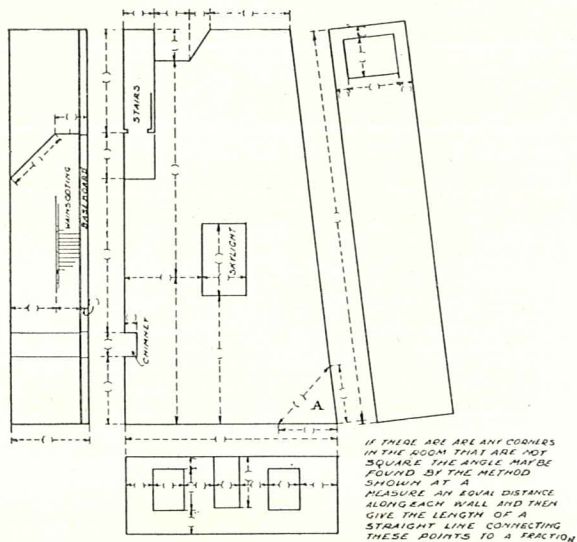 STAIRS
WAINSCOTING
BASEBOARD
SKYLIGHT
CHIMNEY
A
IF THERE ARE ARE ANY CORNERS
IN THE ROOM THAT ARE NOT
SQUARE THE ANGLE MAY BE
FOUND BY THE METHOD
SHOWN AT A
MEASURE AN EQUAL DISTANCE
ALONG EACH WALL AND THEN
GIVE THE LENGTH OF A
STRAIGHT LINE CONNECTING
THESE POINTS TO A FRACTION